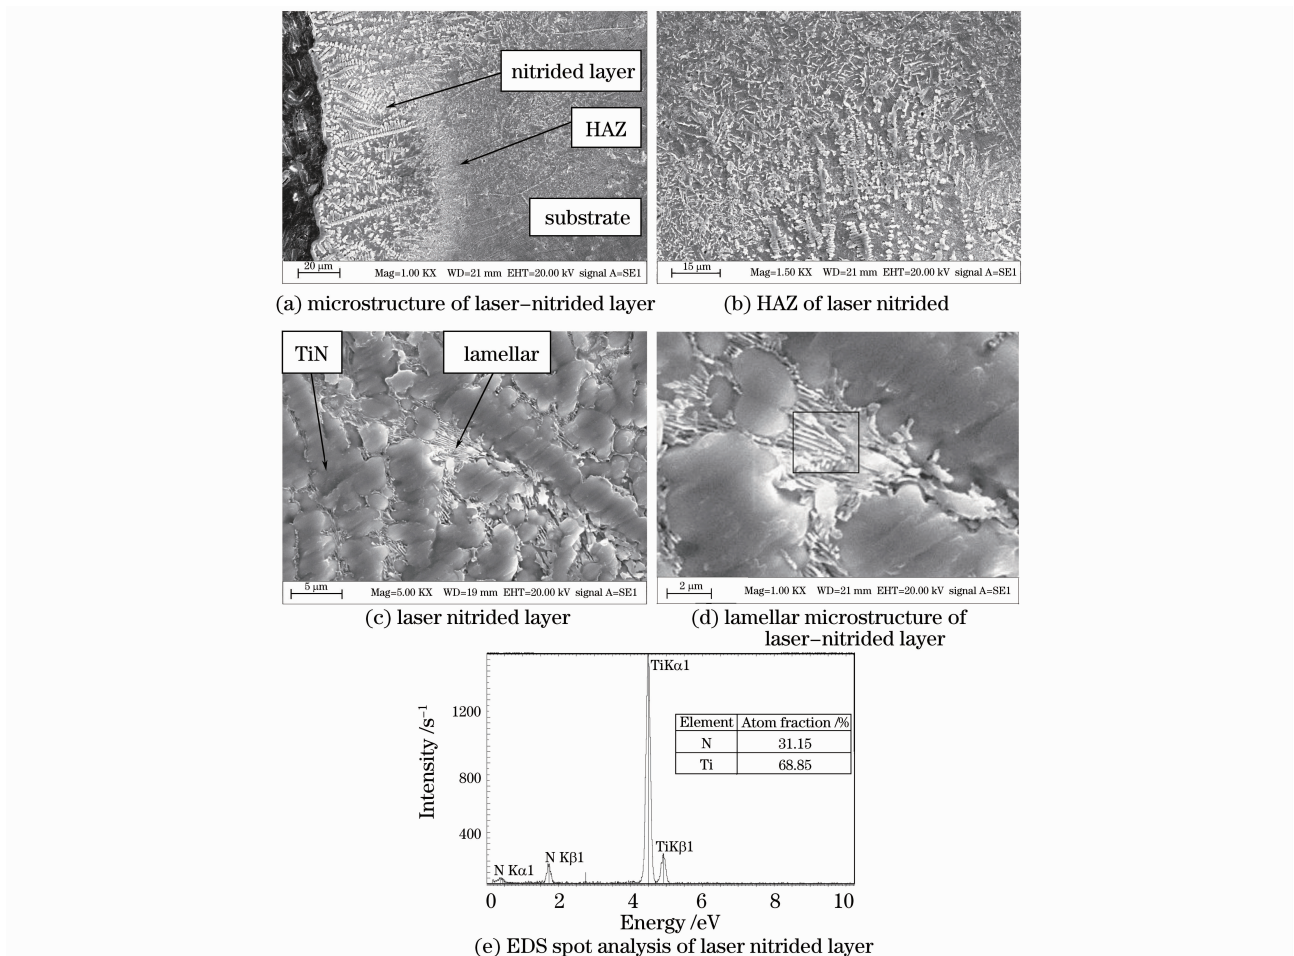 nitrided layer
HAZ
substrate
20 μm
Mag=1.00 KX WD=21 mm EHT=20.00 kV signal A=SE1
15 μm
Mag=1.50 KX WD=21 mm EHT=20.00 kV signal A=SE1
(a) microstructure of laser-nitrided layer
(b) HAZ of laser nitrided
TiN
lamellar
5 μm
Mag=5.00 KX WD=19 mm EHT=20.00 kV signal A=SE1
2 μm
Mag=1.00 KX WD=21 mm EHT=20.00 kV signal A=SE1
(c) laser nitrided layer
(d) lamellar microstructure of
laser-nitrided layer
TiKα1
1200
800
400
Intensity /s⁻¹
Element Atom fraction /%
N 31.15
Ti 68.85
N Kα1
N Kβ1
TiKβ1
0 2 4 6 8 10
Energy /eV
(e) EDS spot analysis of laser nitrided layer